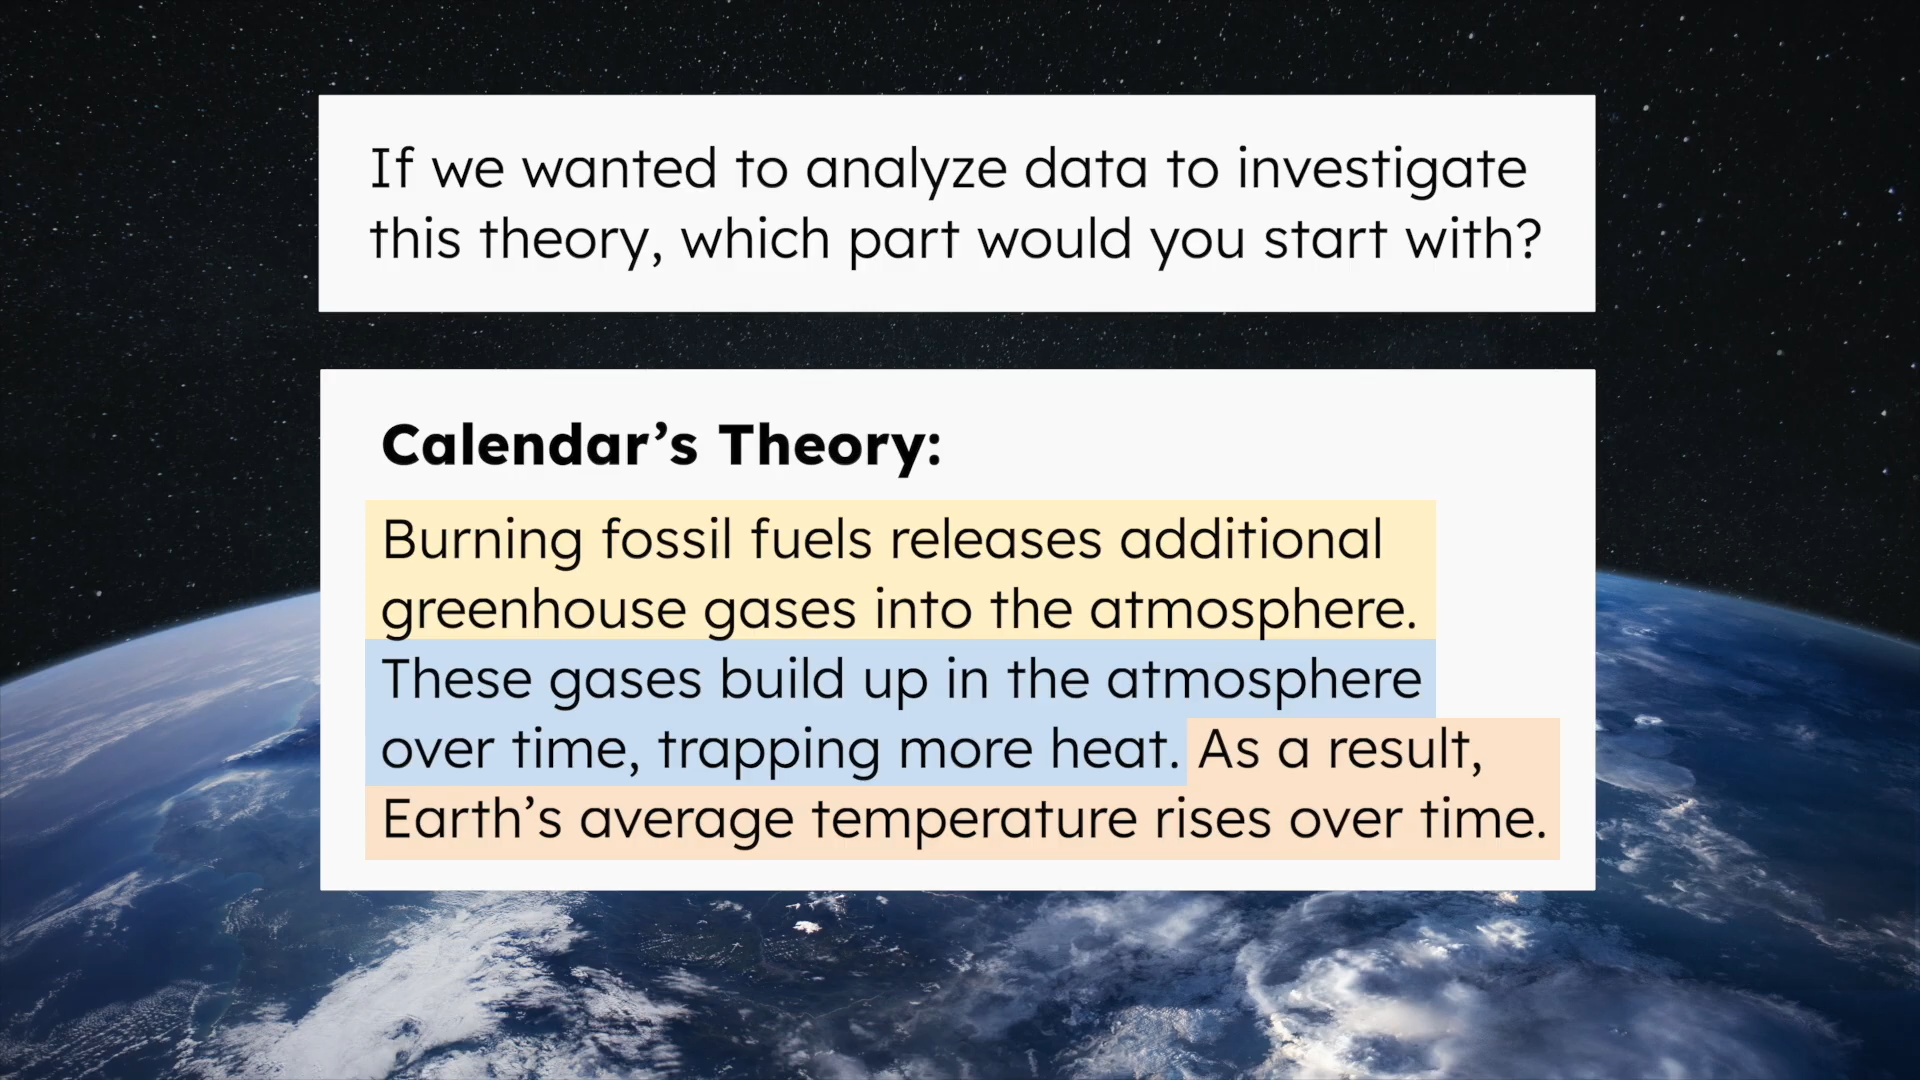 If we wanted to analyze data to investigate
this theory, which part would you start with?
Calendar’s Theory:
Burning fossil fuels releases additional
greenhouse gases into the atmosphere.
These gases build up in the atmosphere
over time, trapping more heat. As a result,
Earth’s average temperature rises over time.